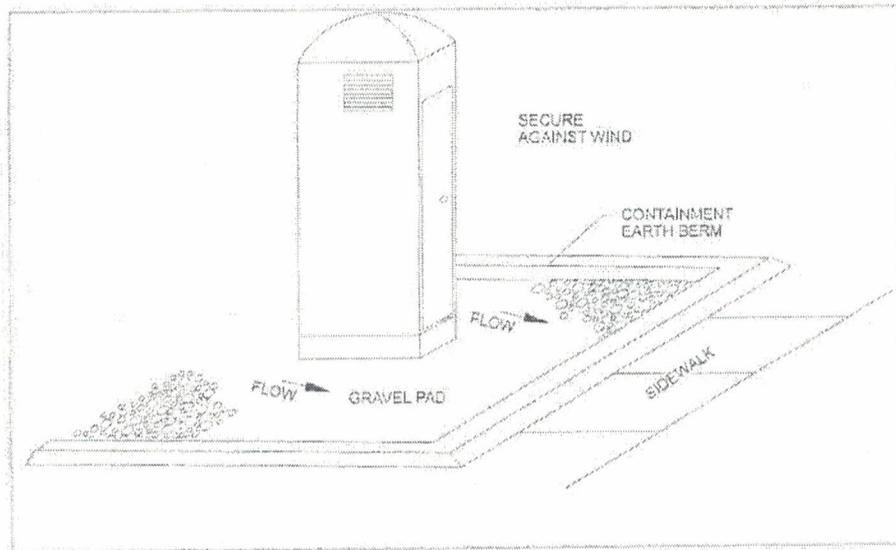 SECURE
AGAINST WIND
CONTAINMENT
EARTH BERM
FLOW
SIDEWALK
FLOW
GRAVEL PAD